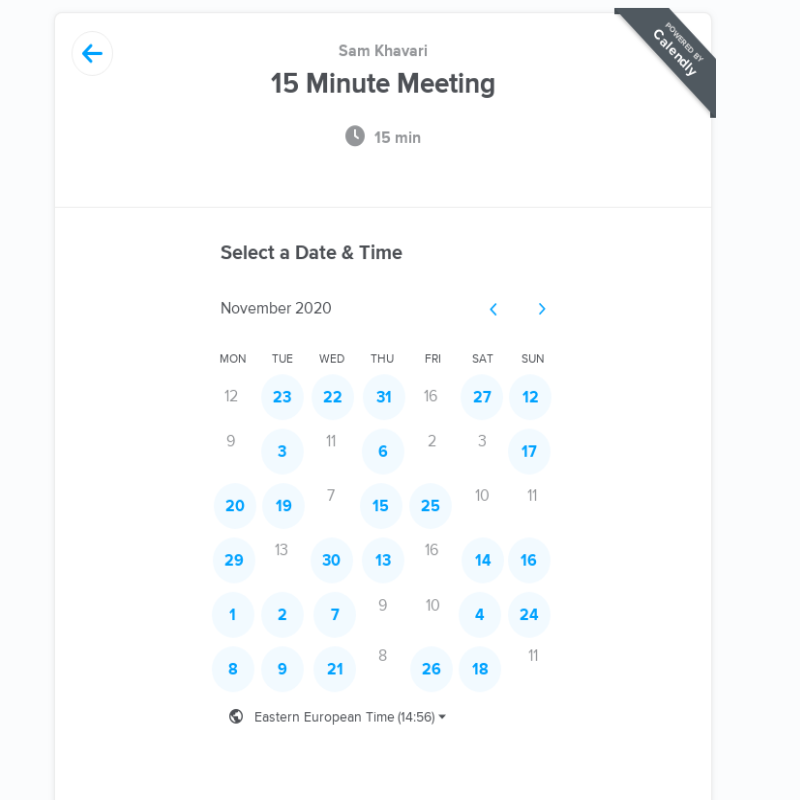 POWERED BY
Calendly
Sam Khavari
15 Minute Meeting
15 min
Select a Date & Time
November 2020
MON TUE WED THU FRI SAT SUN
12 23 22 31 16 27 12
9 3 11 6 2 3 17
20 19 7 15 25 10 11
29 13 30 13 16 14 16
1 2 7 9 10 4 24
8 9 21 8 26 18 11
Eastern European Time (14:56)